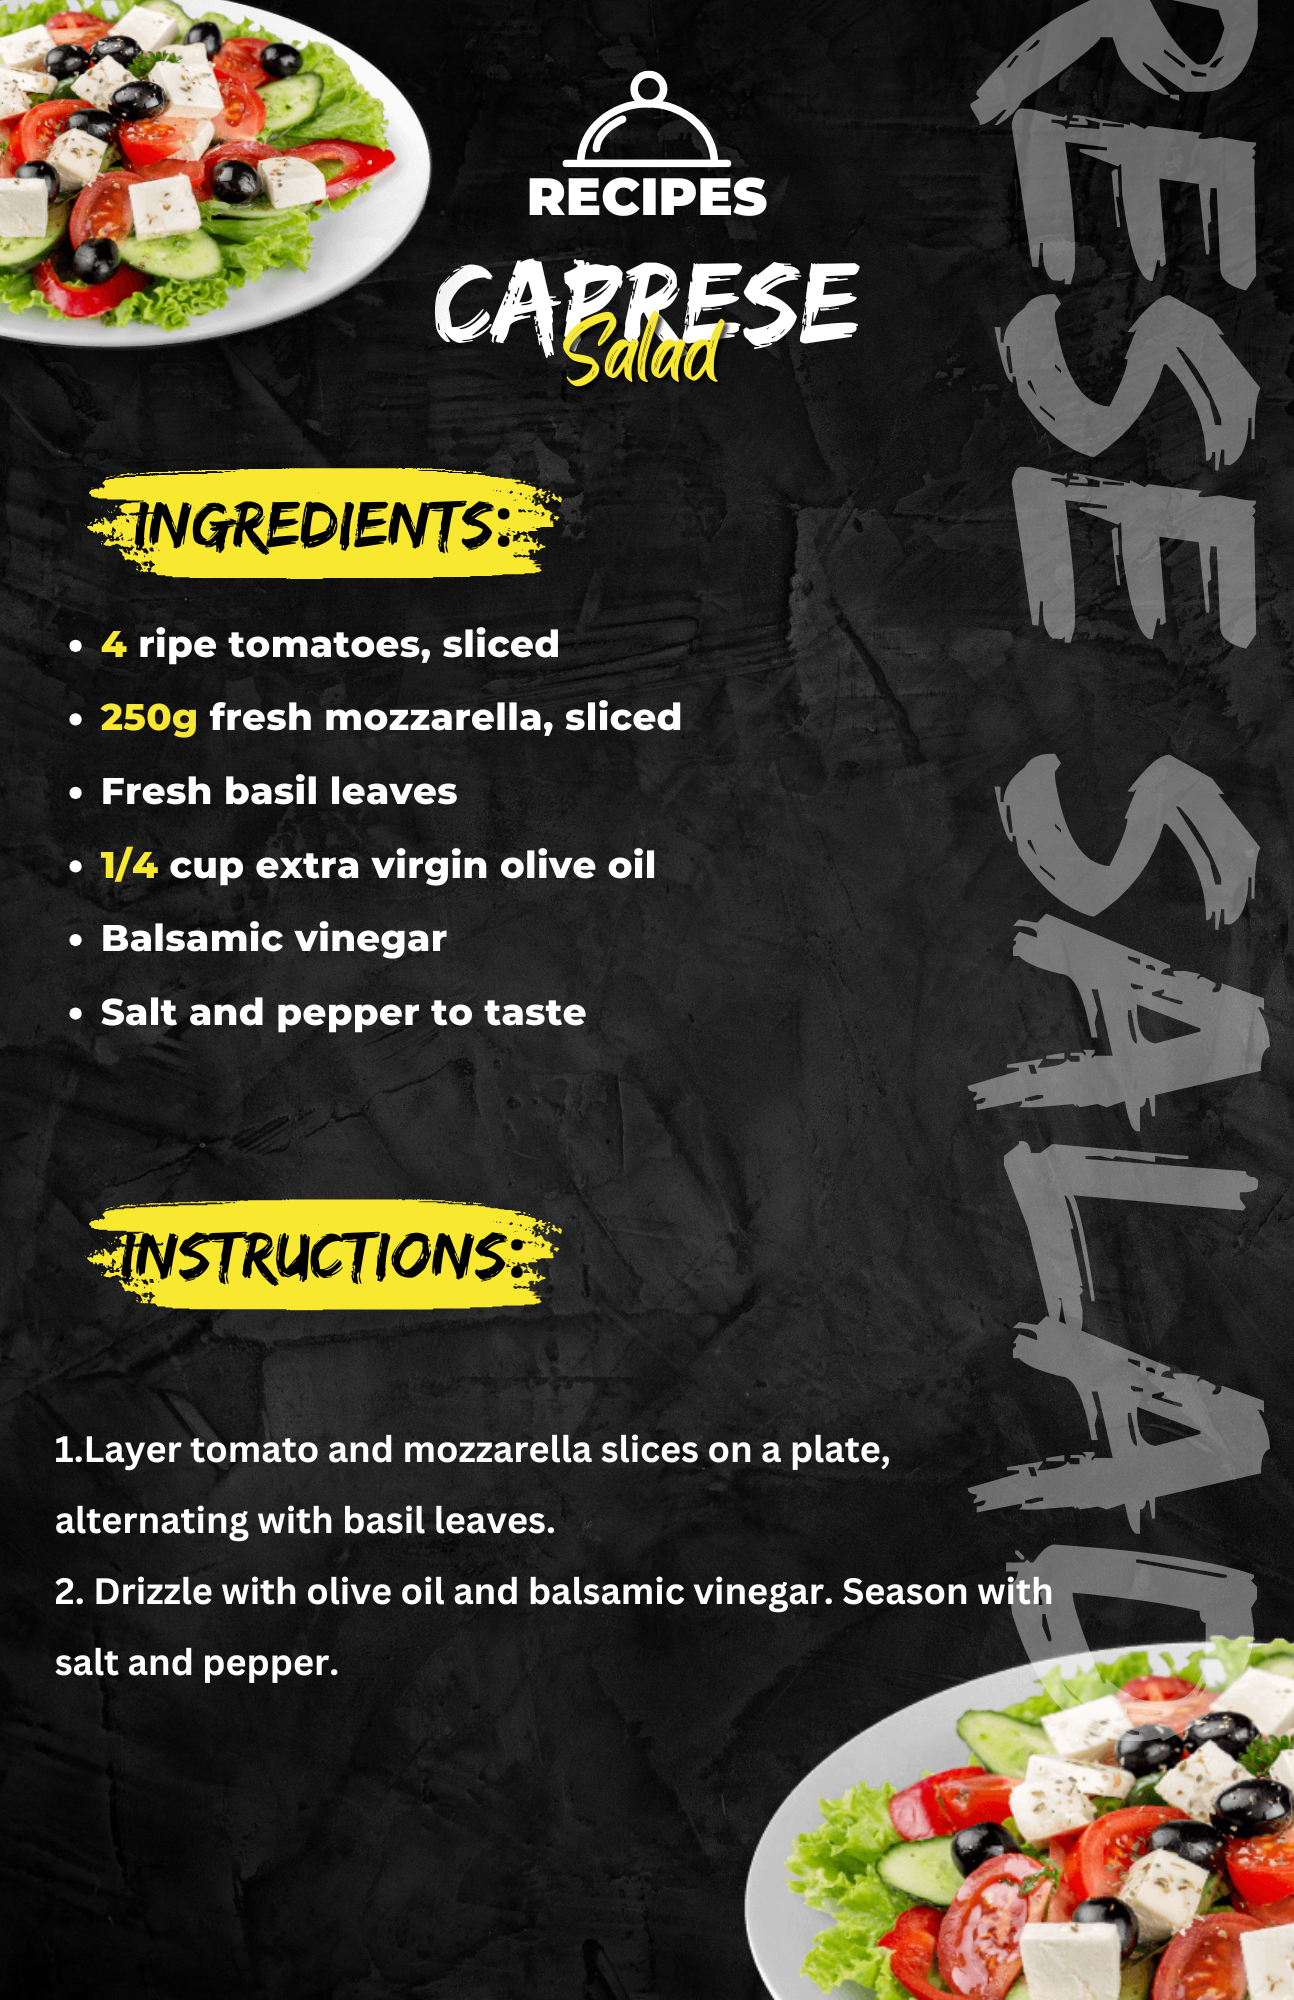 RECIPES
CAPRESE
Salad
INGREDIENTS:
• 4 ripe tomatoes, sliced
• 250g fresh mozzarella, sliced
• Fresh basil leaves
• 1/4 cup extra virgin olive oil
• Balsamic vinegar
• Salt and pepper to taste
INSTRUCTIONS:
1.Layer tomato and mozzarella slices on a plate,
alternating with basil leaves.
2. Drizzle with olive oil and balsamic vinegar. Season with
salt and pepper.
RESE SALAD